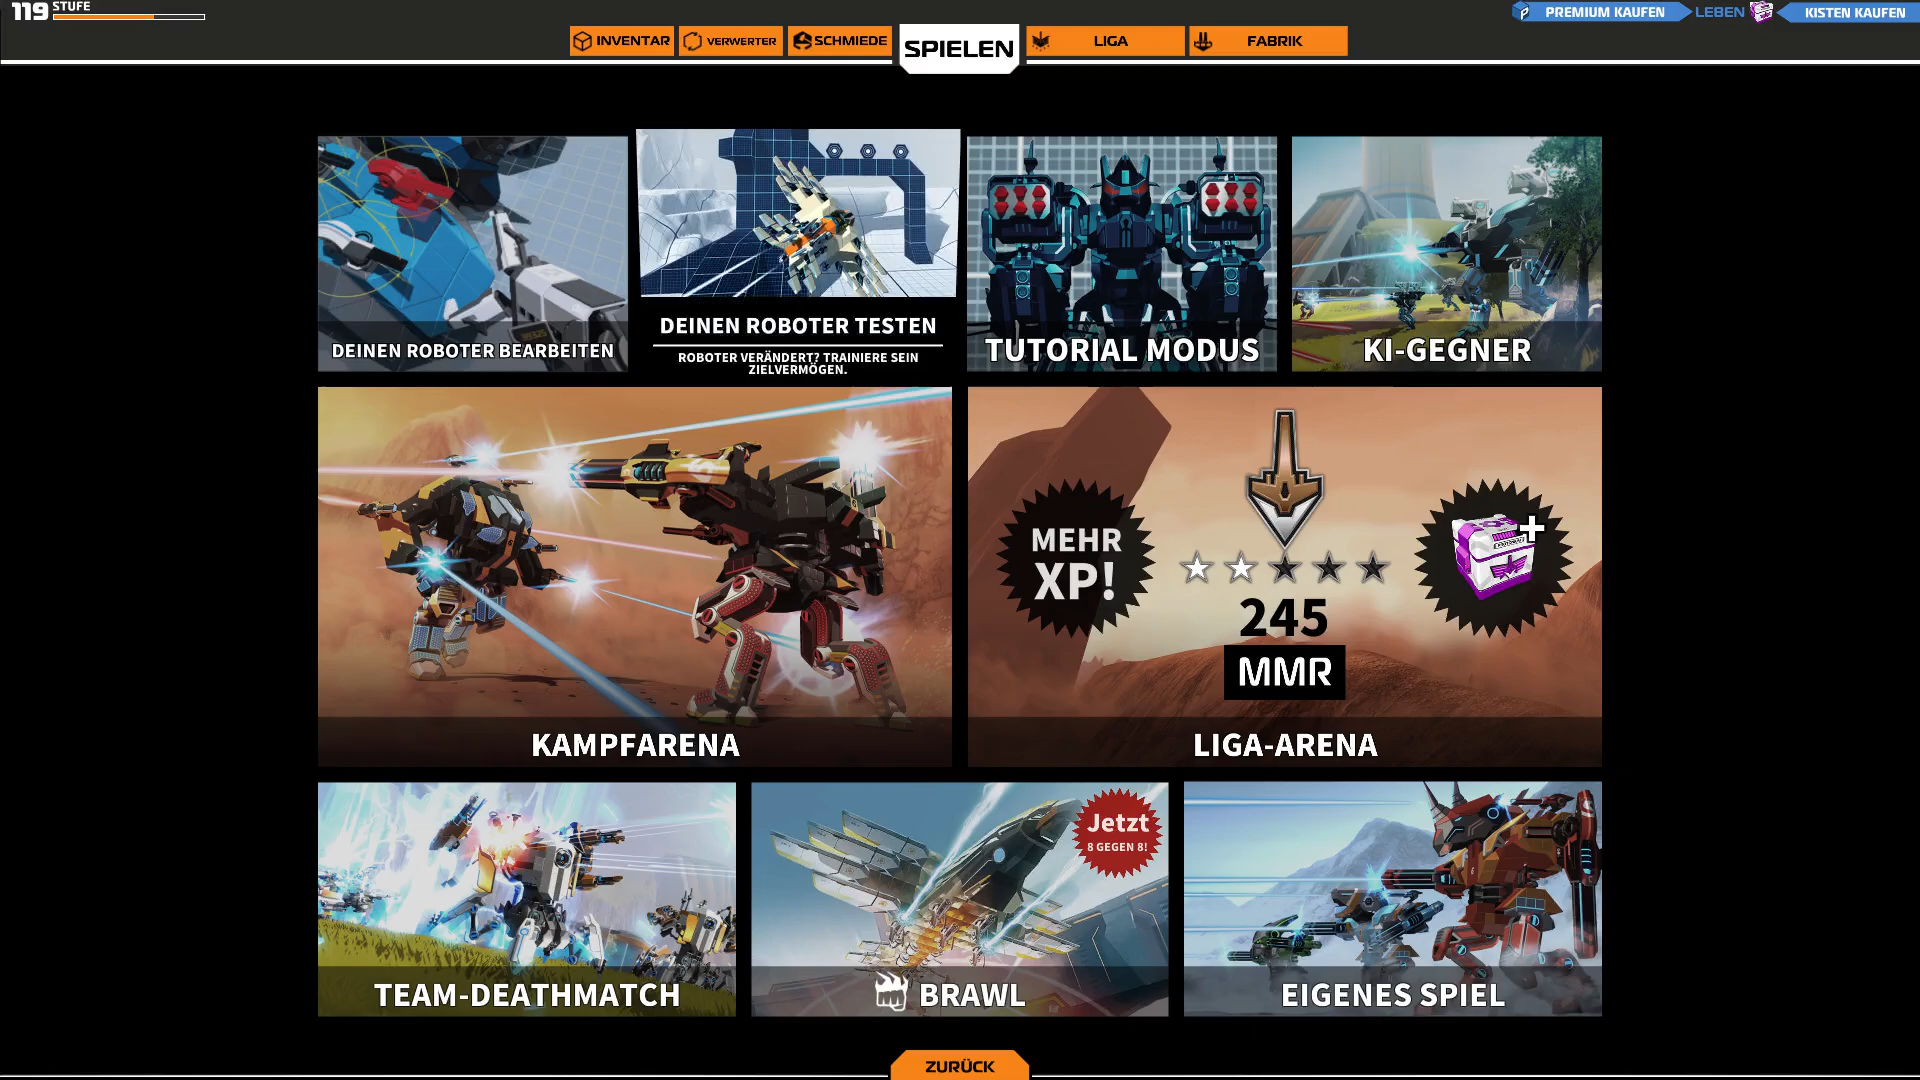 119 STUFE
PREMIUM KAUFEN LEBEN KISTEN KAUFEN
INVENTAR VERWERTER SCHMIEDE SPIELEN LIGA FABRIK
DEINEN ROBOTER BEARBEITEN
DEINEN ROBOTER TESTEN
ROBOTER VERÄNDERT? TRAINIERE SEIN
ZIELVERMÖGEN.
TUTORIAL MODUS
KI-GEGNER
KAMPFARENA
MEHR
XP!
245
MMR
LIGA-ARENA
TEAM-DEATHMATCH
Jetzt
8 GEGEN 8!
BRAWL
EIGENES SPIEL
ZURÜCK